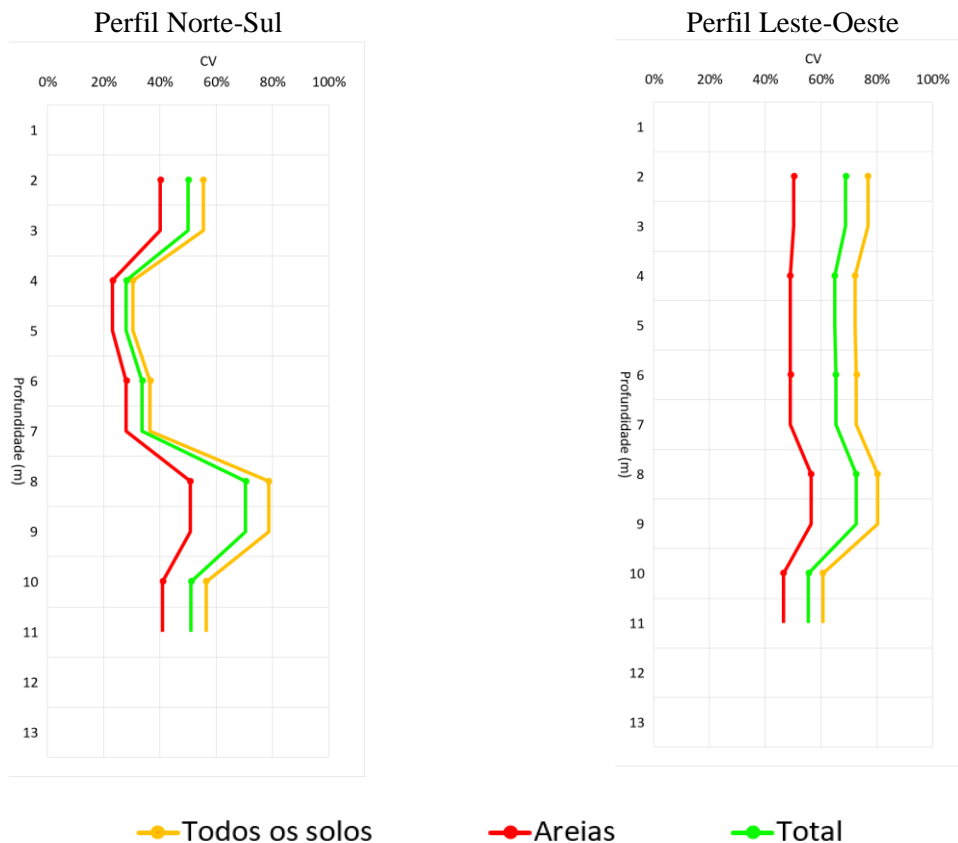 Perfil Norte-Sul
CV
0% 20% 40% 60% 80% 100%
1
2
3
4
5
6
7
8
9
10
11
12
13
Profundidade (m)
Perfil Leste-Oeste
CV
0% 20% 40% 60% 80% 100%
1
2
3
4
5
6
7
8
9
10
11
12
13
Profundidade (m)
Todos os solos Areias Total